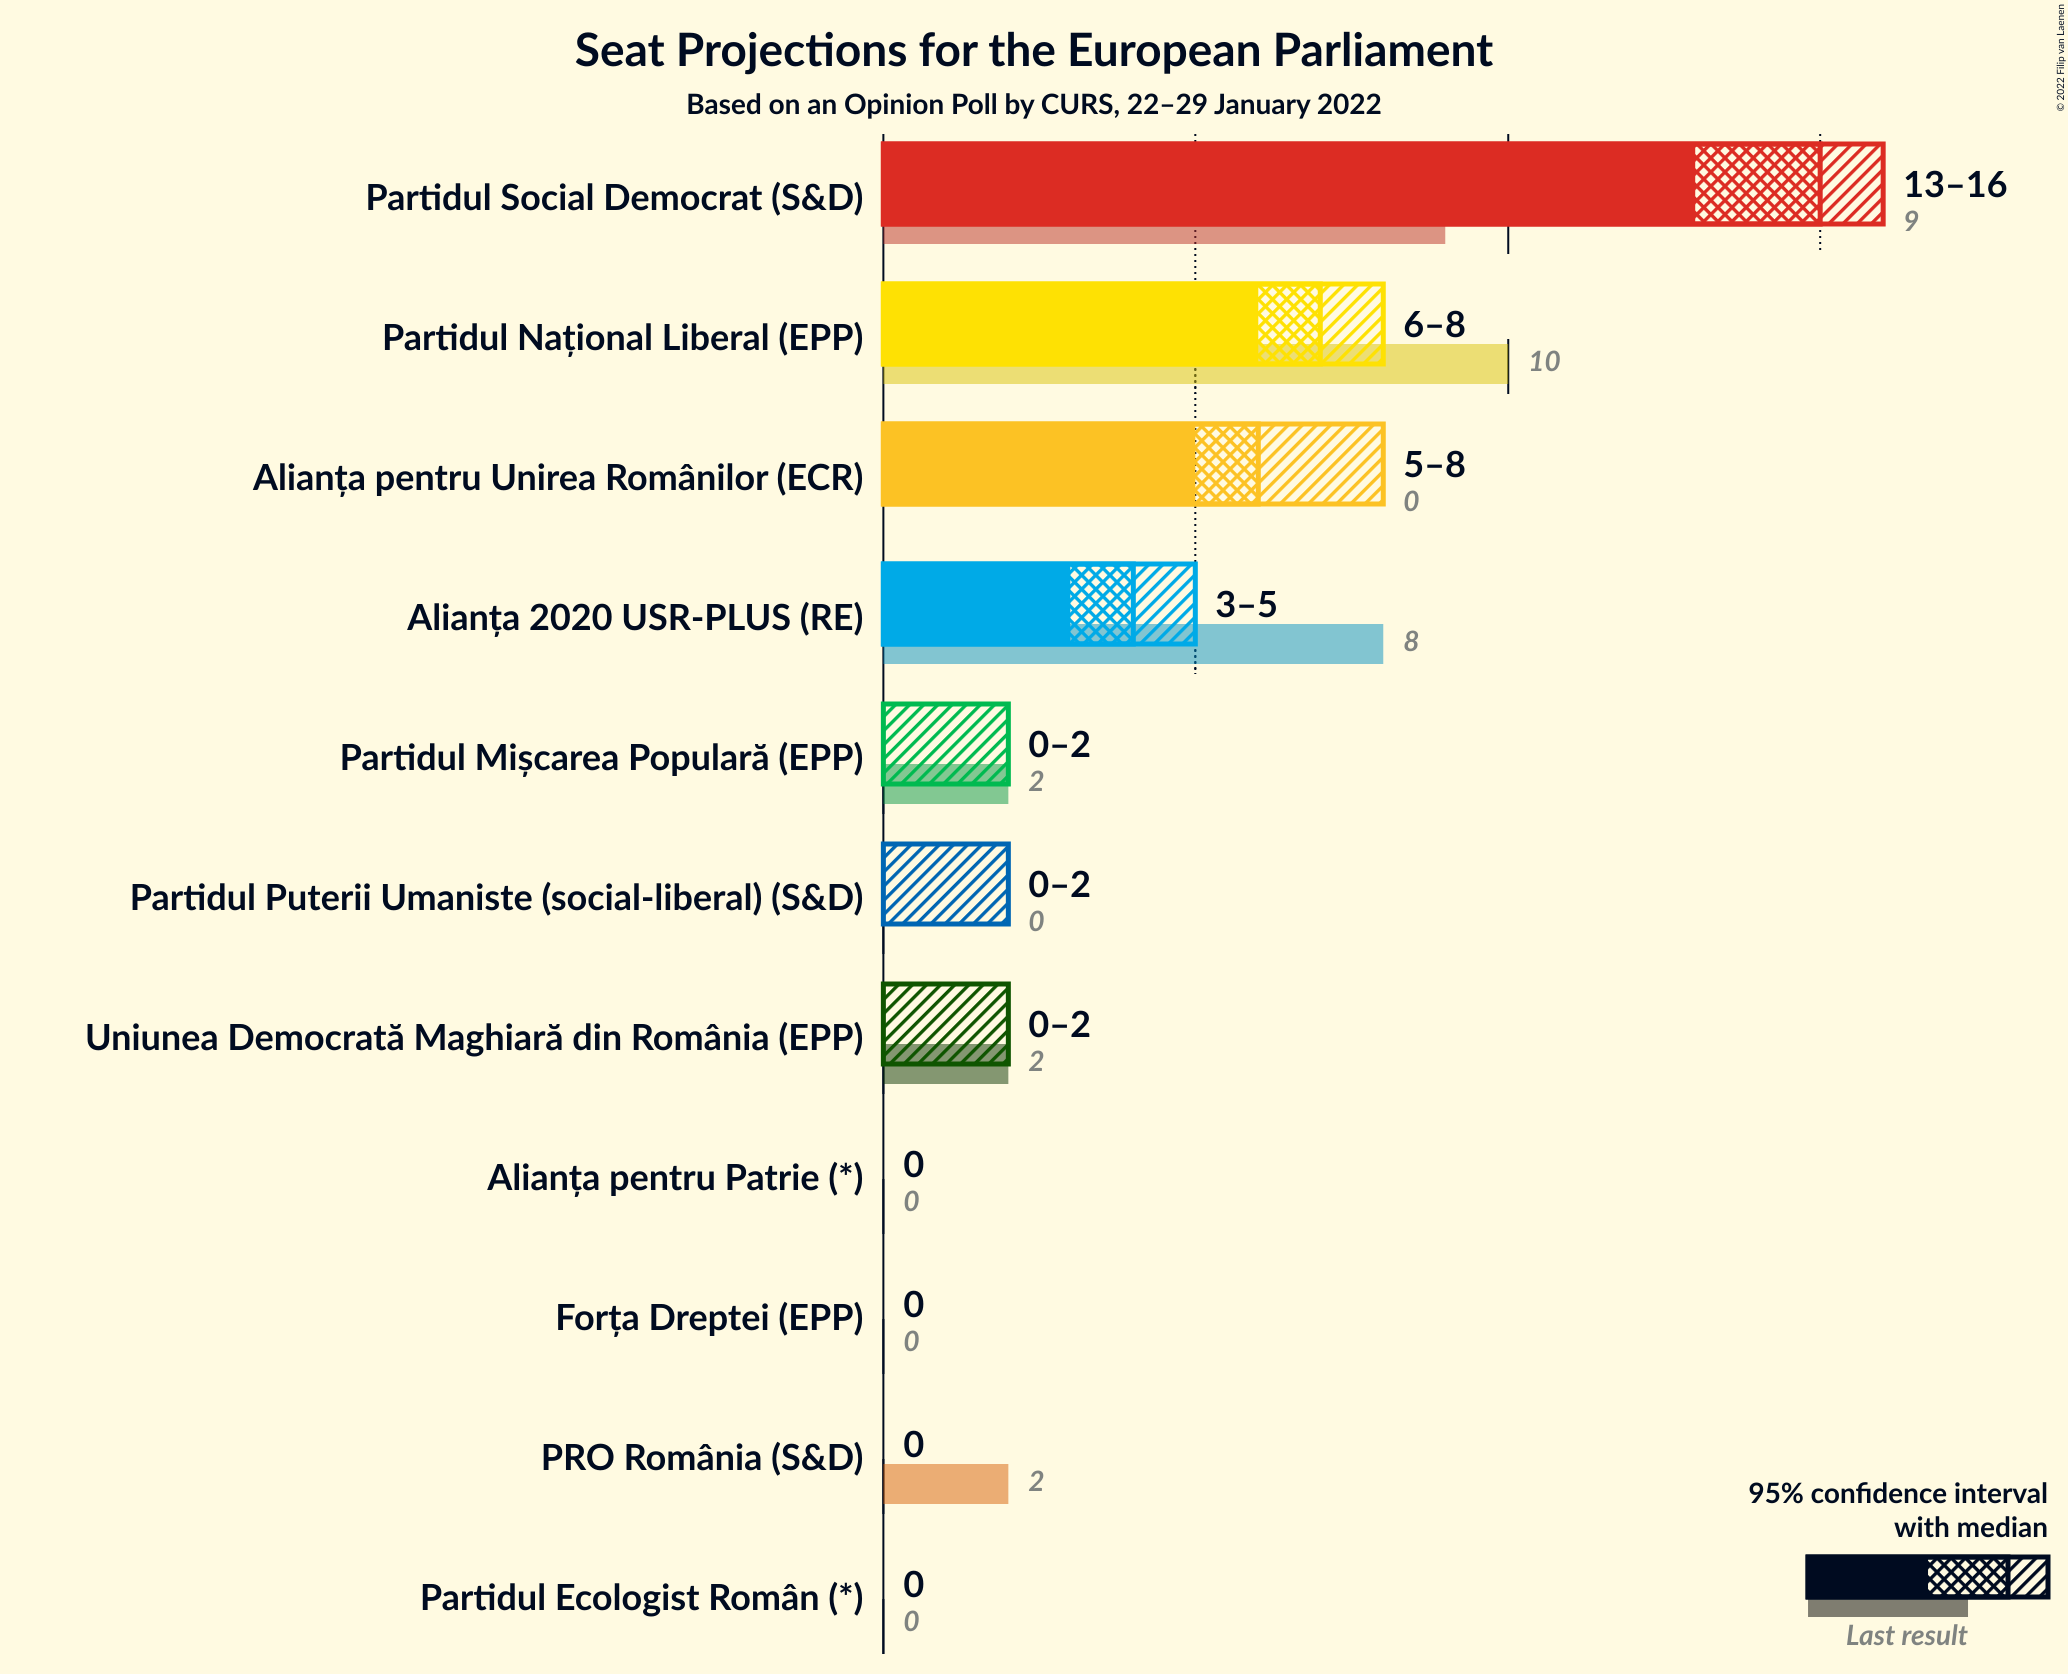 © 2022 Filip van Laenen
Seat Projections for the European Parliament
Based on an Opinion Poll by CURS, 22–29 January 2022
Partidul Social Democrat (S&D)
13–16
9
Partidul Național Liberal (EPP)
6–8
10
Alianța pentru Unirea Românilor (ECR)
5–8
0
Alianța 2020 USR-PLUS (RE)
3–5
8
Partidul Mișcarea Populară (EPP)
0–2
2
Partidul Puterii Umaniste (social-liberal) (S&D)
0–2
0
Uniunea Democrată Maghiară din România (EPP)
0–2
2
Alianța pentru Patrie (*)
0
0
Forța Dreptei (EPP)
0
0
PRO România (S&D)
0
2
Partidul Ecologist Român (*)
0
0
95% confidence interval
with median
Last result